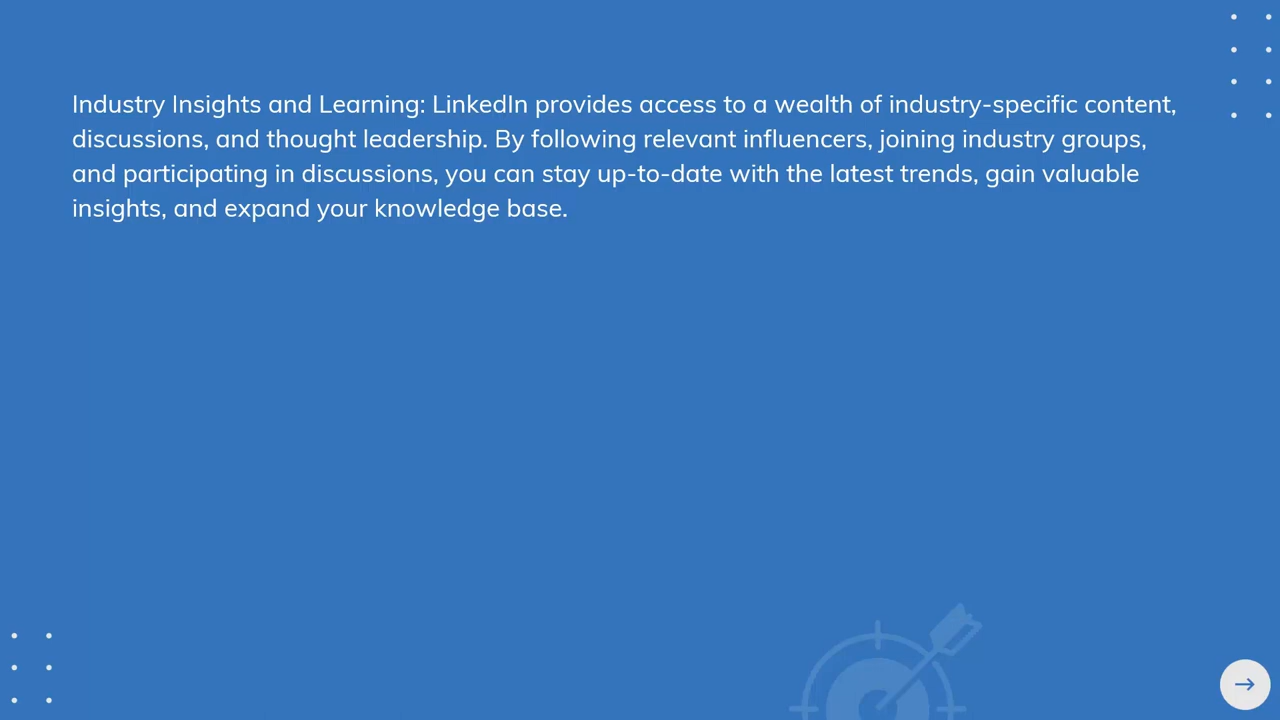 Industry Insights and Learning: LinkedIn provides access to a wealth of industry-specific content,
discussions, and thought leadership. By following relevant influencers, joining industry groups,
and participating in discussions, you can stay up-to-date with the latest trends, gain valuable
insights, and expand your knowledge base.